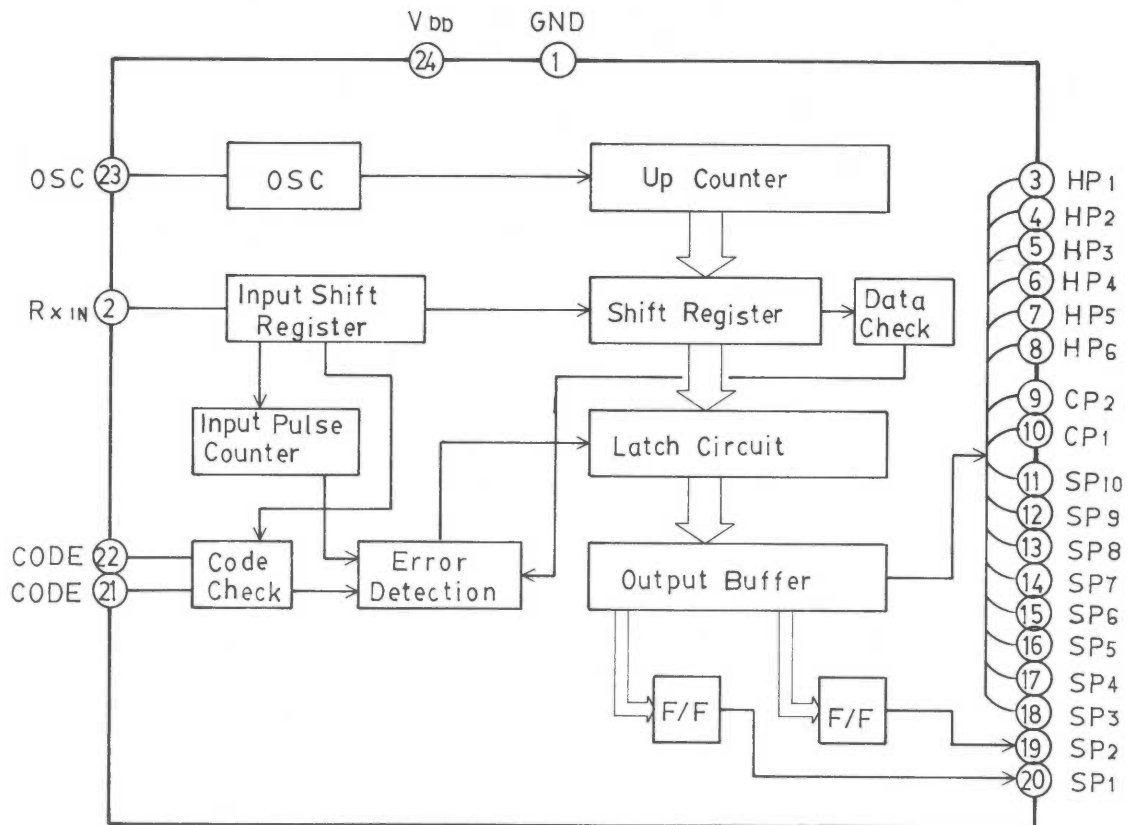 VDD GND
24 1
OSC 23 OSC Up Counter
3 HP1
4 HP2
5 HP3
6 HP4
7 HP5
8 HP6
Rx IN 2 Input Shift
Register
Shift Register
Data
Check
Input Pulse
Counter
Latch Circuit
9 CP2
10 CP1
11 SP10
12 SP9
13 SP8
14 SP7
15 SP6
16 SP5
17 SP4
18 SP3
19 SP2
20 SP1
CODE 22
CODE 21
Code
Check
Error
Detection
Output Buffer
F/F F/F